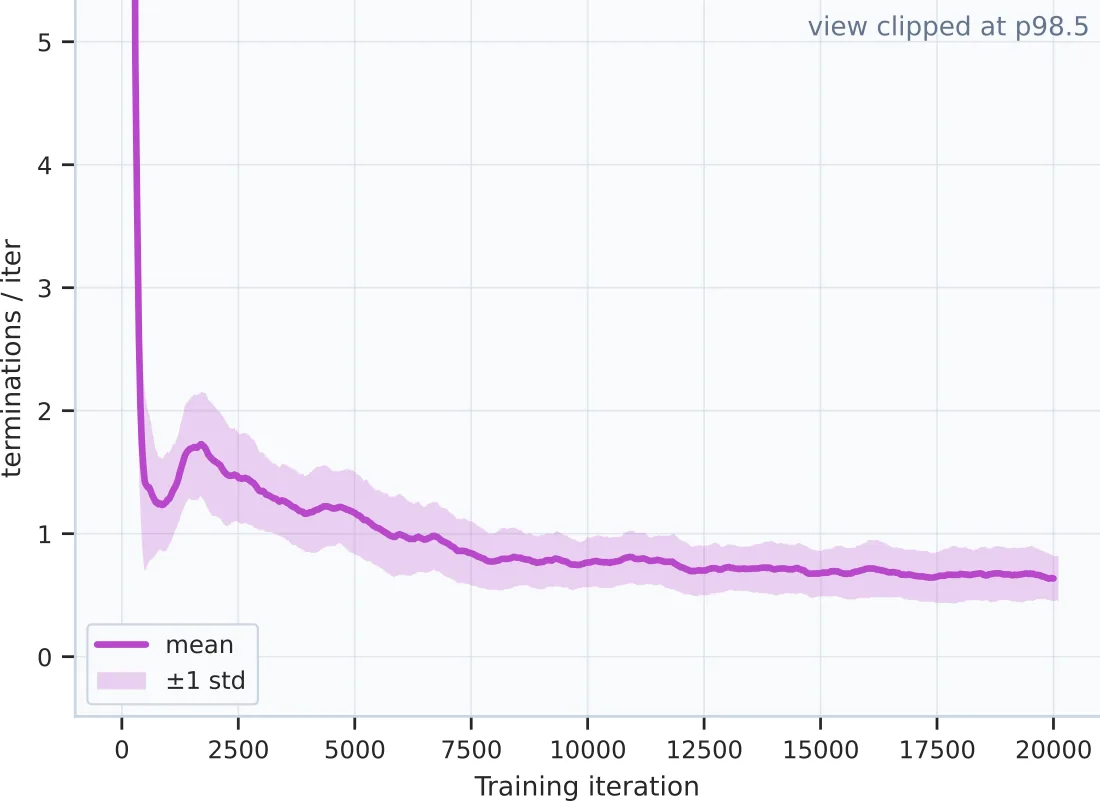 view clipped at p98.5
5
4
3
2
1
0
terminations / iter
mean
±1 std
0 2500 5000 7500 10000 12500 15000 17500 20000
Training iteration